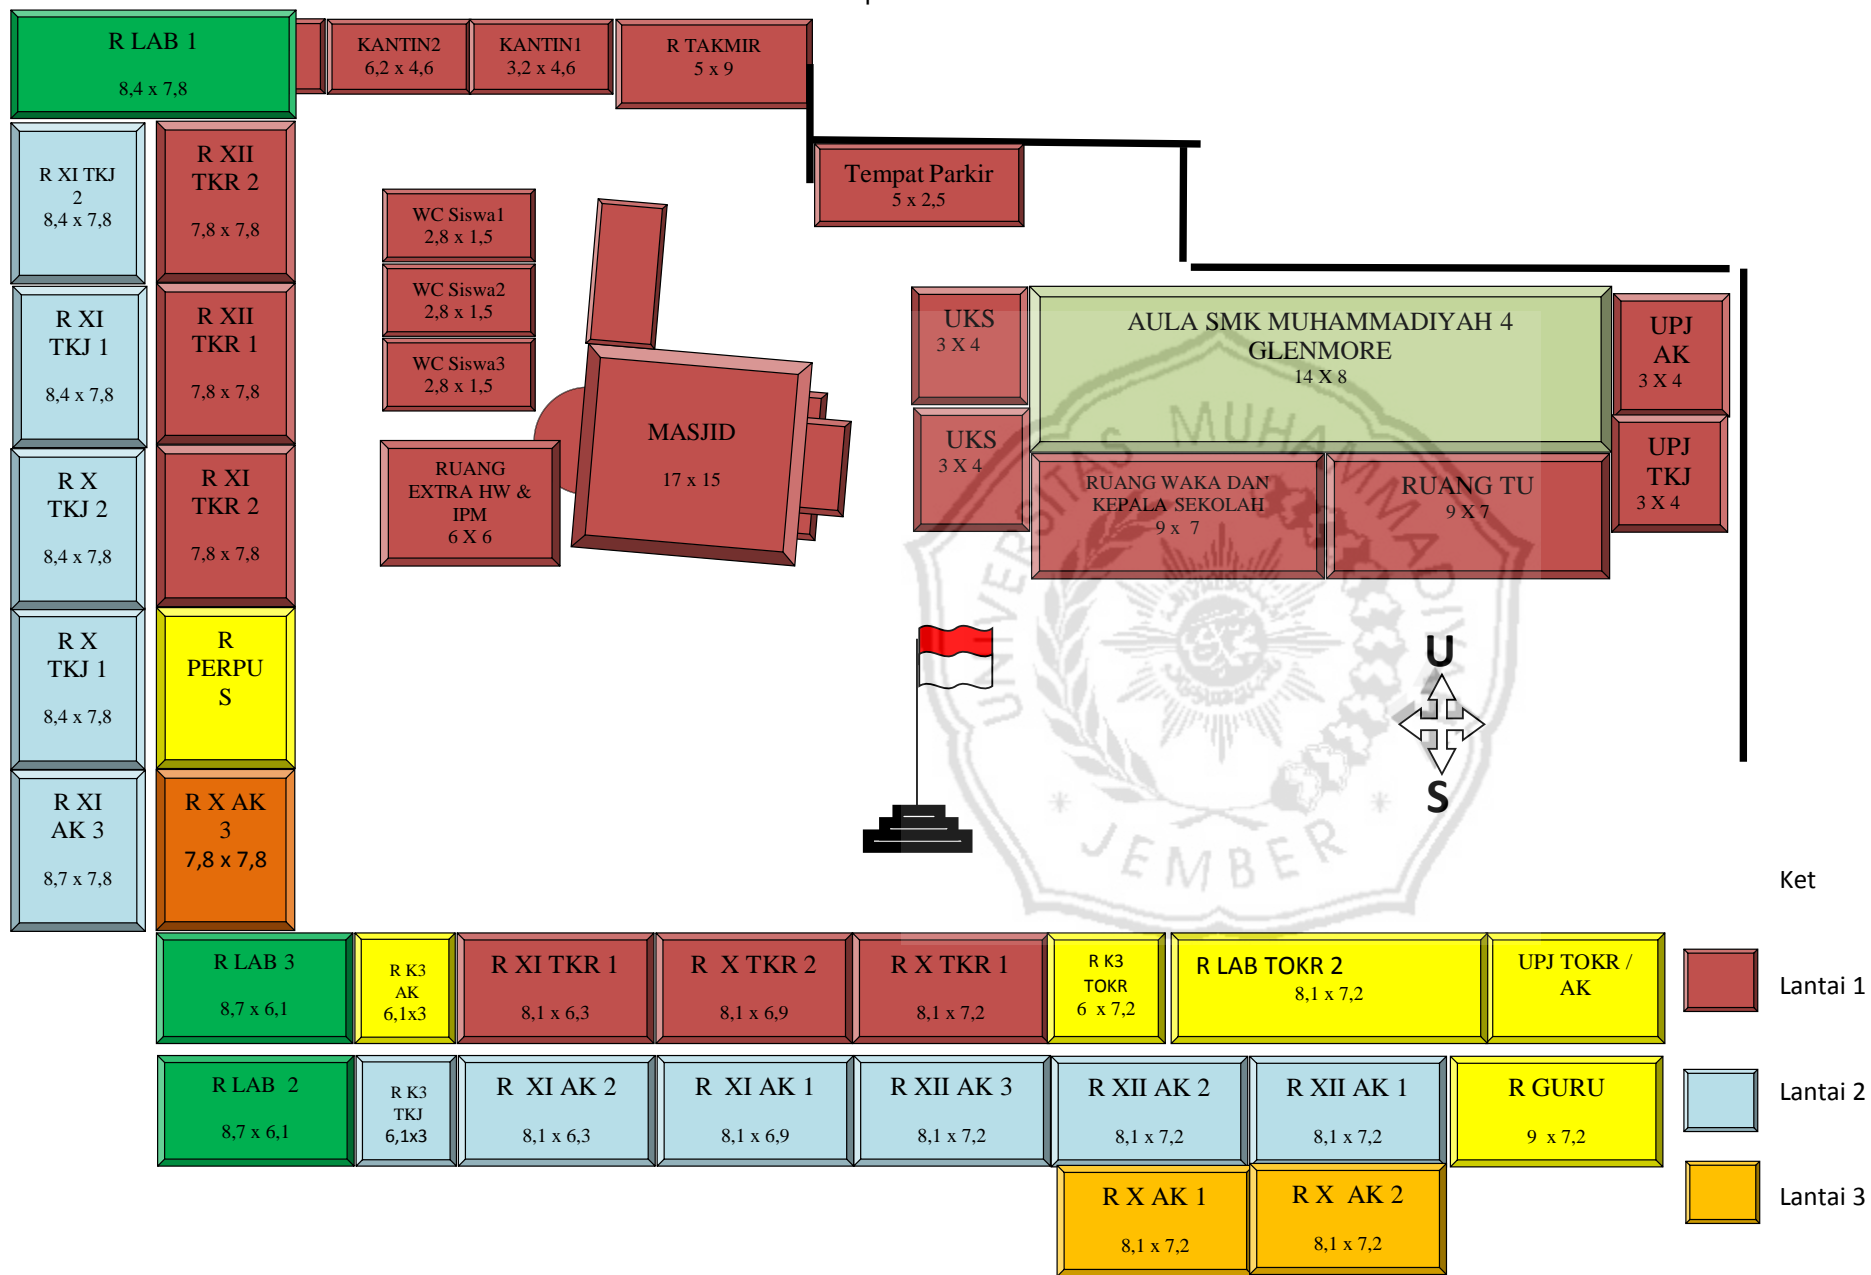 R LAB 1
8,4 x 7,8
KANTIN2
6,2 x 4,6
KANTIN1
3,2 x 4,6
R TAKMIR
5 x 9
R XI TKJ
2
8,4 x 7,8
R XII
TKR 2
7,8 x 7,8
WC Siswa1
2,8 x 1,5
WC Siswa2
2,8 x 1,5
WC Siswa3
2,8 x 1,5
Tempat Parkir
5 x 2,5
R XI
TKJ 1
8,4 x 7,8
R XII
TKR 1
7,8 x 7,8
UKS
3 X 4
AULA SMK MUHAMMADIYAH 4
GLENMORE
14 X 8
UPJ
AK
3 X 4
MASJID
17 x 15
UKS
3 X 4
RUANG WAKA DAN
KEPALA SEKOLAH
9 x 7
RUANG TU
9 X 7
UPJ
TKJ
3 X 4
R X
TKJ 2
8,4 x 7,8
R XI
TKR 2
7,8 x 7,8
RUANG
EXTRA HW &
IPM
6 X 6
R X
TKJ 1
8,4 x 7,8
R
PERPU
S
U
S
UNIVERSITAS MUHAMMADIYAH
JEMBER
R XI
AK 3
8,7 x 7,8
R X AK
3
7,8 x 7,8
Ket
R LAB 3
8,7 x 6,1
R K3
AK
6,1x3
R XI TKR 1
8,1 x 6,3
R X TKR 2
8,1 x 6,9
R X TKR 1
8,1 x 7,2
R K3
TOKR
6 x 7,2
R LAB TOKR 2
8,1 x 7,2
UPJ TOKR /
AK
Lantai 1
R LAB 2
8,7 x 6,1
R K3
TKJ
6,1x3
R XI AK 2
8,1 x 6,3
R XI AK 1
8,1 x 6,9
R XII AK 3
8,1 x 7,2
R XII AK 2
8,1 x 7,2
R XII AK 1
8,1 x 7,2
R GURU
9 x 7,2
Lantai 2
R X AK 1
8,1 x 7,2
R X AK 2
8,1 x 7,2
Lantai 3